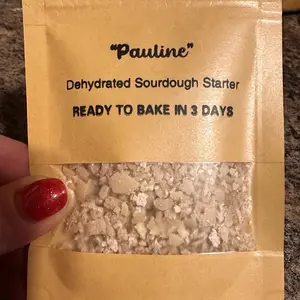 "Pauline"
Dehydrated Sourdough Starter
READY TO BAKE IN 3 DAYS